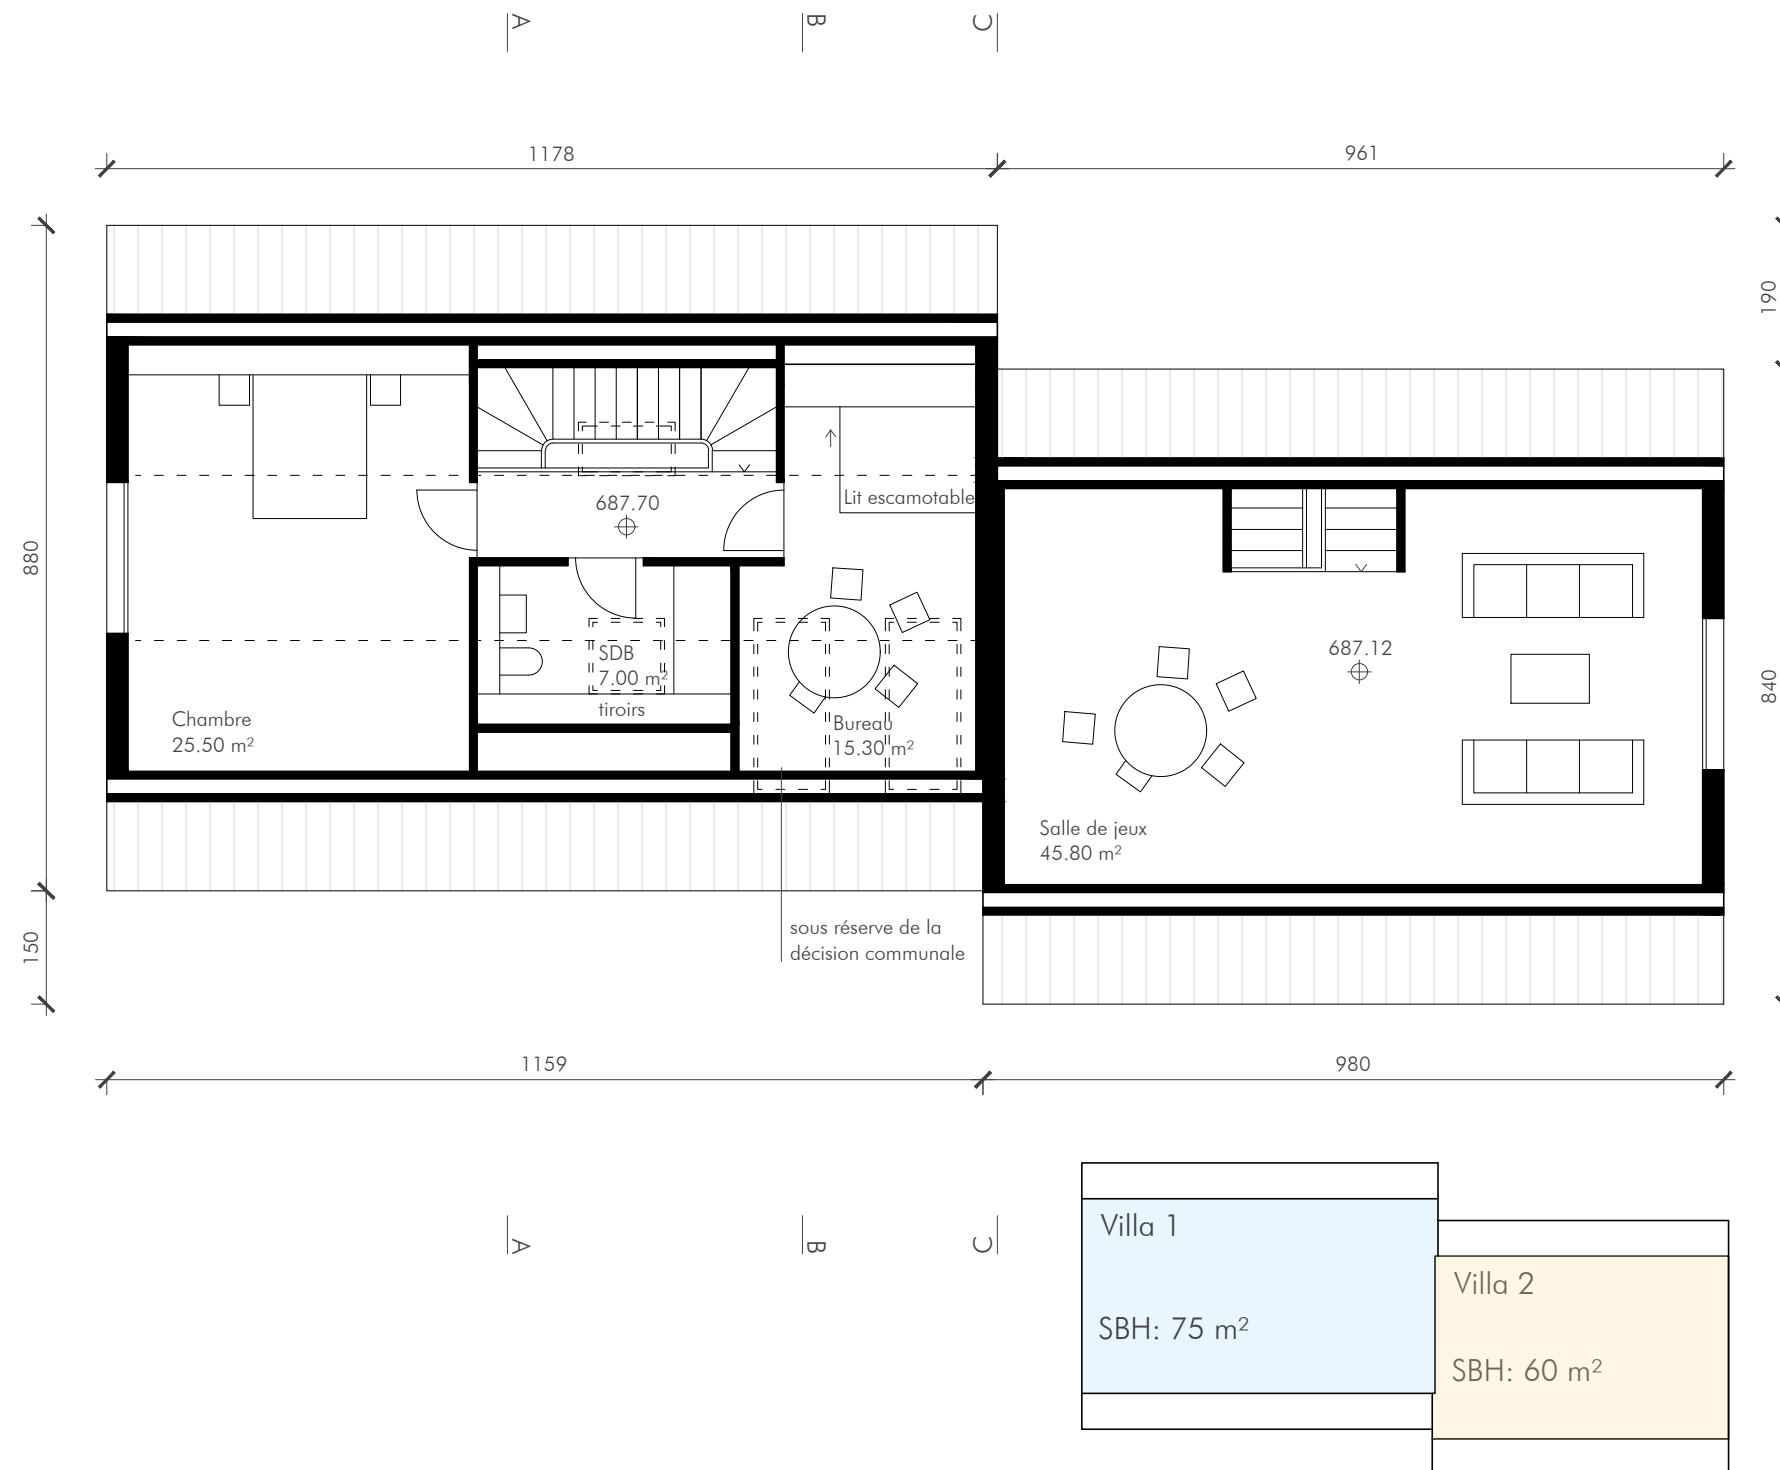 A
B
C
1178
961
190
880
687.70
Lit escamotable
SDB
7.00 m²
tiroirs
Chambre
25.50 m²
Bureau
15.30 m²
687.12
840
Salle de jeux
45.80 m²
150
sous réserve de la
décision communale
1159
980
A
B
C
Villa 1
SBH: 75 m²
Villa 2
SBH: 60 m²